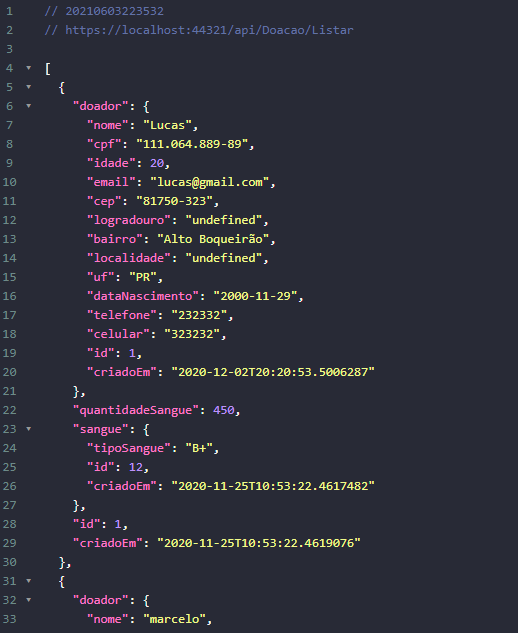 1 // 20210603223532
2 // https://localhost:44321/api/Doacao/Listar
3
4 [
5 {
6 "doador": {
7 "nome": "Lucas",
8 "cpf": "111.064.889-89",
9 "idade": 20,
10 "email": "lucas@gmail.com",
11 "cep": "81750-323",
12 "logradouro": "undefined",
13 "bairro": "Alto Boqueirão",
14 "localidade": "undefined",
15 "uf": "PR",
16 "dataNascimento": "2000-11-29",
17 "telefone": "232332",
18 "celular": "323232",
19 "id": 1,
20 "criadoEm": "2020-12-02T20:20:53.5006287"
21 },
22 "quantidadeSangue": 450,
23 "sangue": {
24 "tipoSangue": "B+",
25 "id": 12,
26 "criadoEm": "2020-11-25T10:53:22.4617482"
27 },
28 "id": 1,
29 "criadoEm": "2020-11-25T10:53:22.4619076"
30 },
31 {
32 "doador": {
33 "nome": "marcelo",